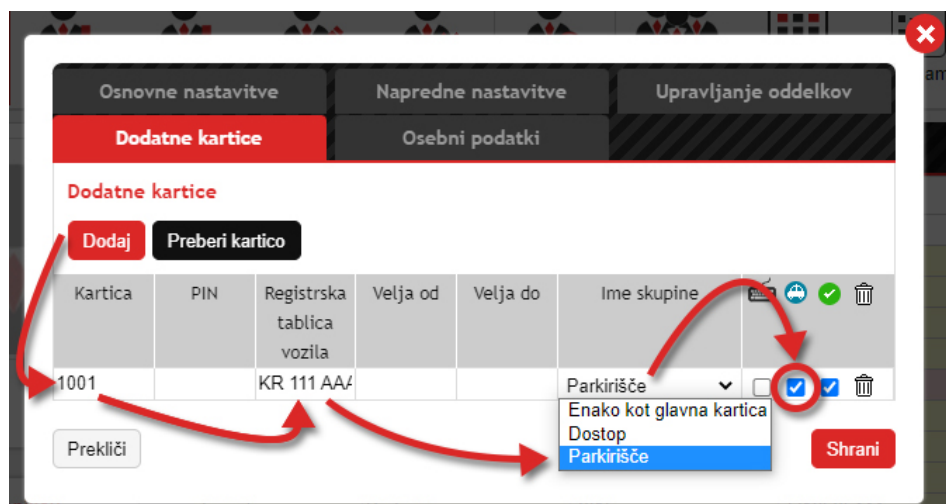 Osnovne nastavitve Napredne nastavitve Upravljanje oddelkov
Dodatne kartice Osebni podatki
Dodatne kartice
Dodaj Preberi kartico
Kartica PIN Registrska tablica vozila Velja od Velja do Ime skupine
1001 KR 111 AAA Parkirišče
Enako kot glavna kartica
Dostop
Parkirišče
Prekliči Shrani